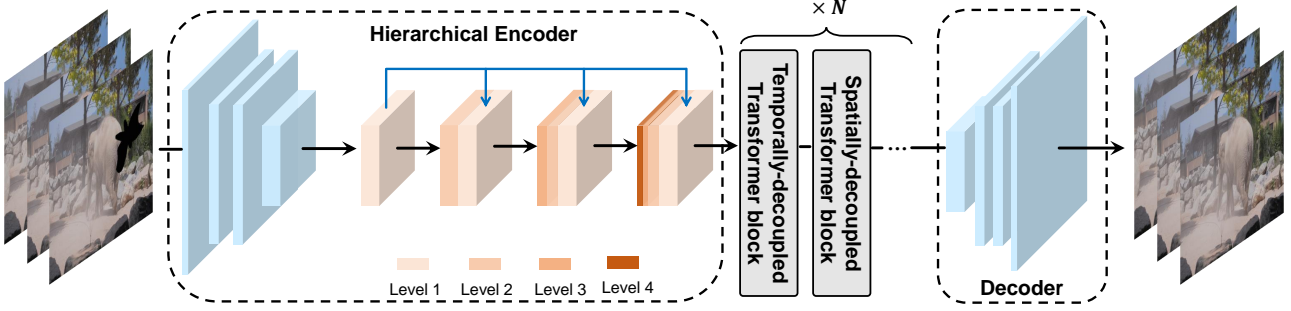 × N
Hierarchical Encoder
Temporally-decoupled
Transformer block
Spatially-decoupled
Transformer block
...
Level 1
Level 2
Level 3
Level 4
Decoder